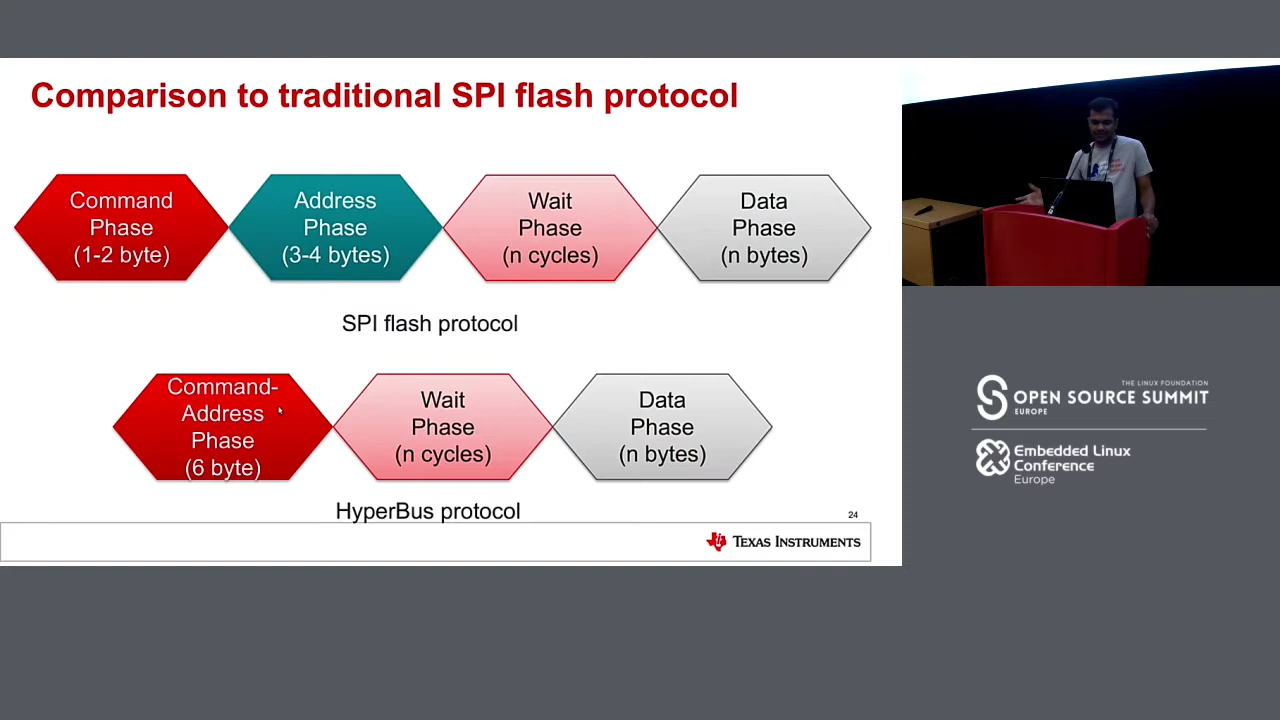 Comparison to traditional SPI flash protocol
Command
Phase
(1-2 byte)
Address
Phase
(3-4 bytes)
Wait
Phase
(n cycles)
Data
Phase
(n bytes)
SPI flash protocol
Command-
Address
Phase
(6 byte)
Wait
Phase
(n cycles)
Data
Phase
(n bytes)
HyperBus protocol
24
TEXAS INSTRUMENTS
THE LINUX FOUNDATION
OPEN SOURCE SUMMIT
EUROPE
Embedded Linux
Conference
Europe